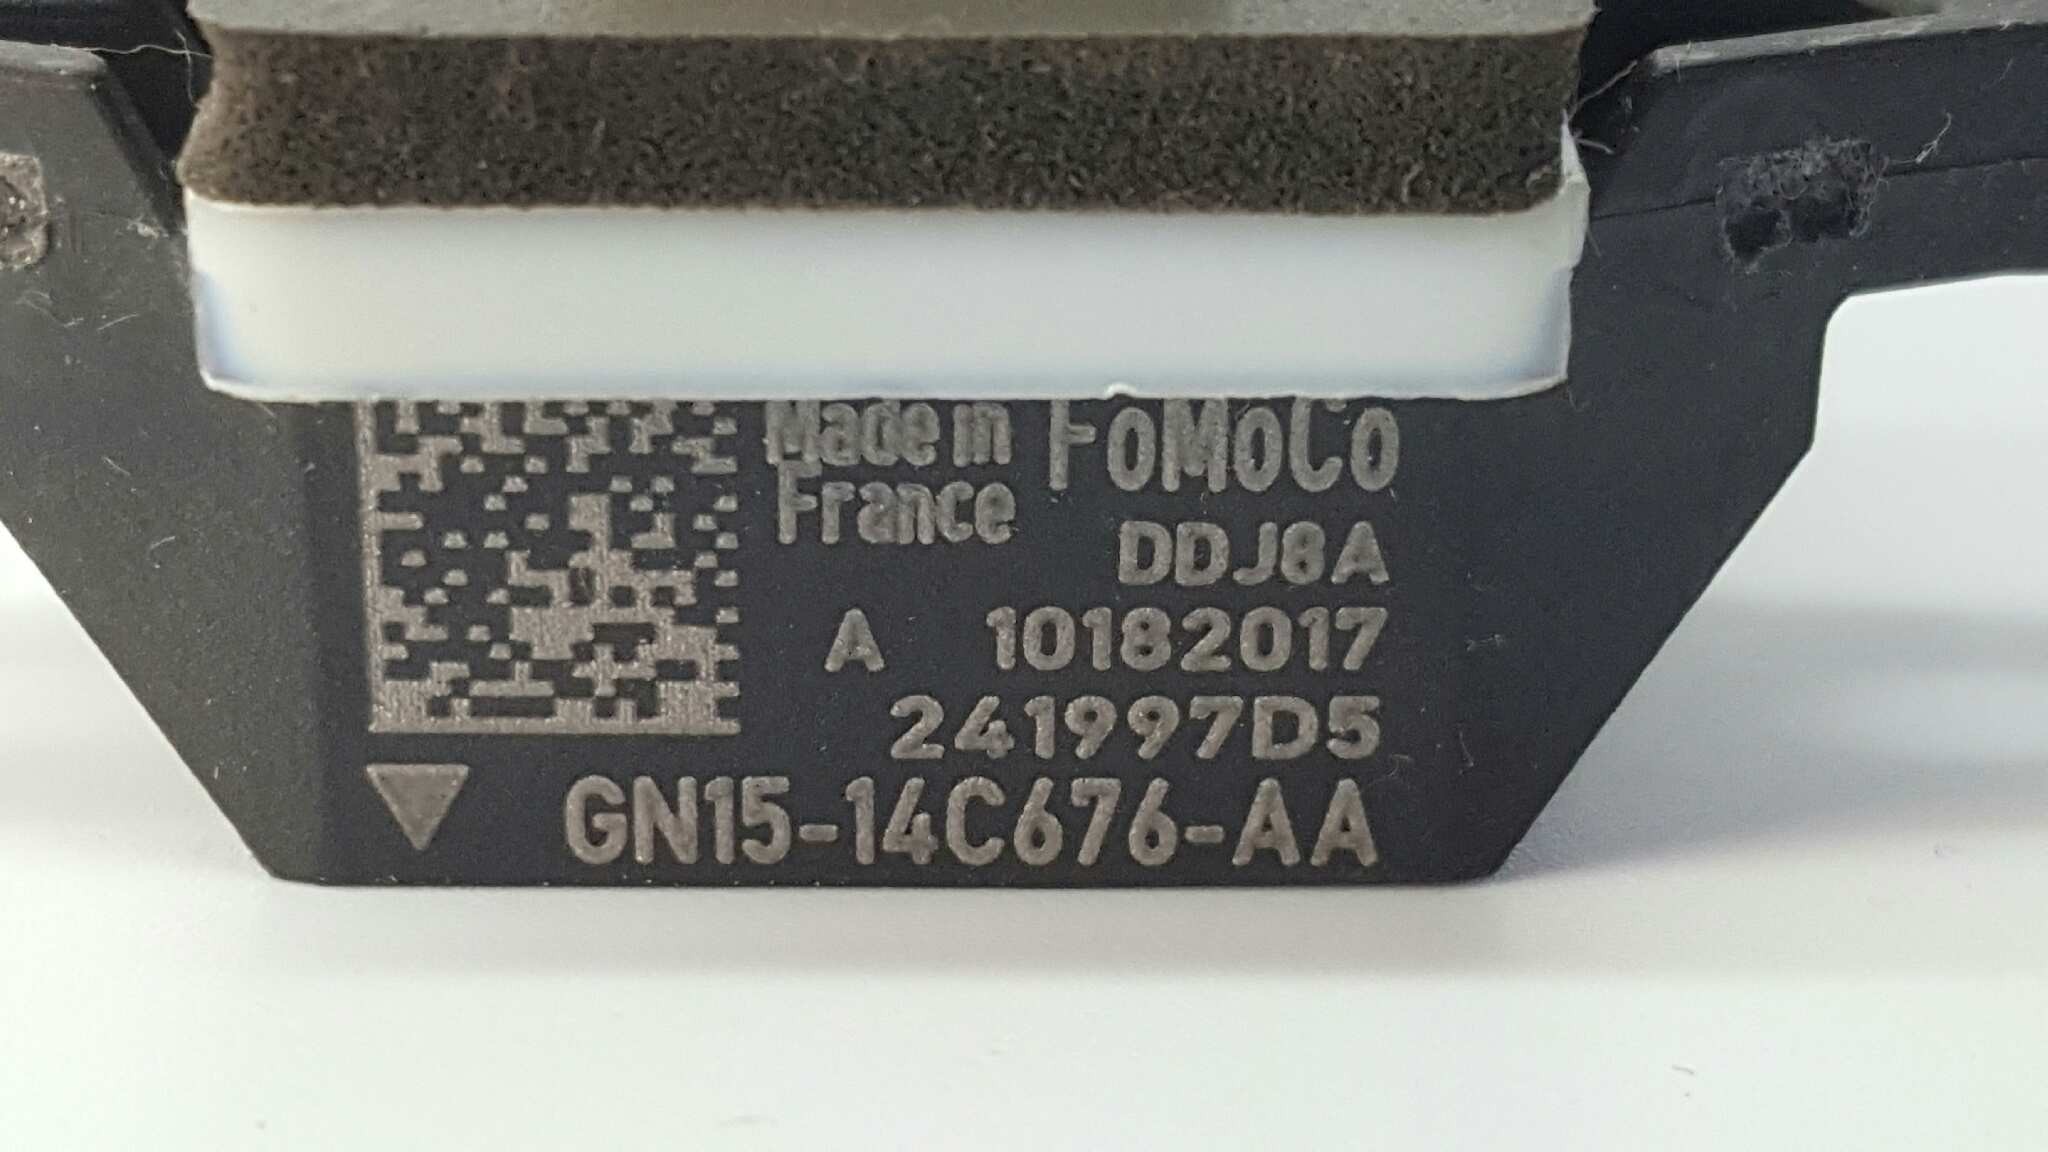 Made in FoMoCo
France
DDJ8A
A 10182017
241997D5
GN15-14C676-AA